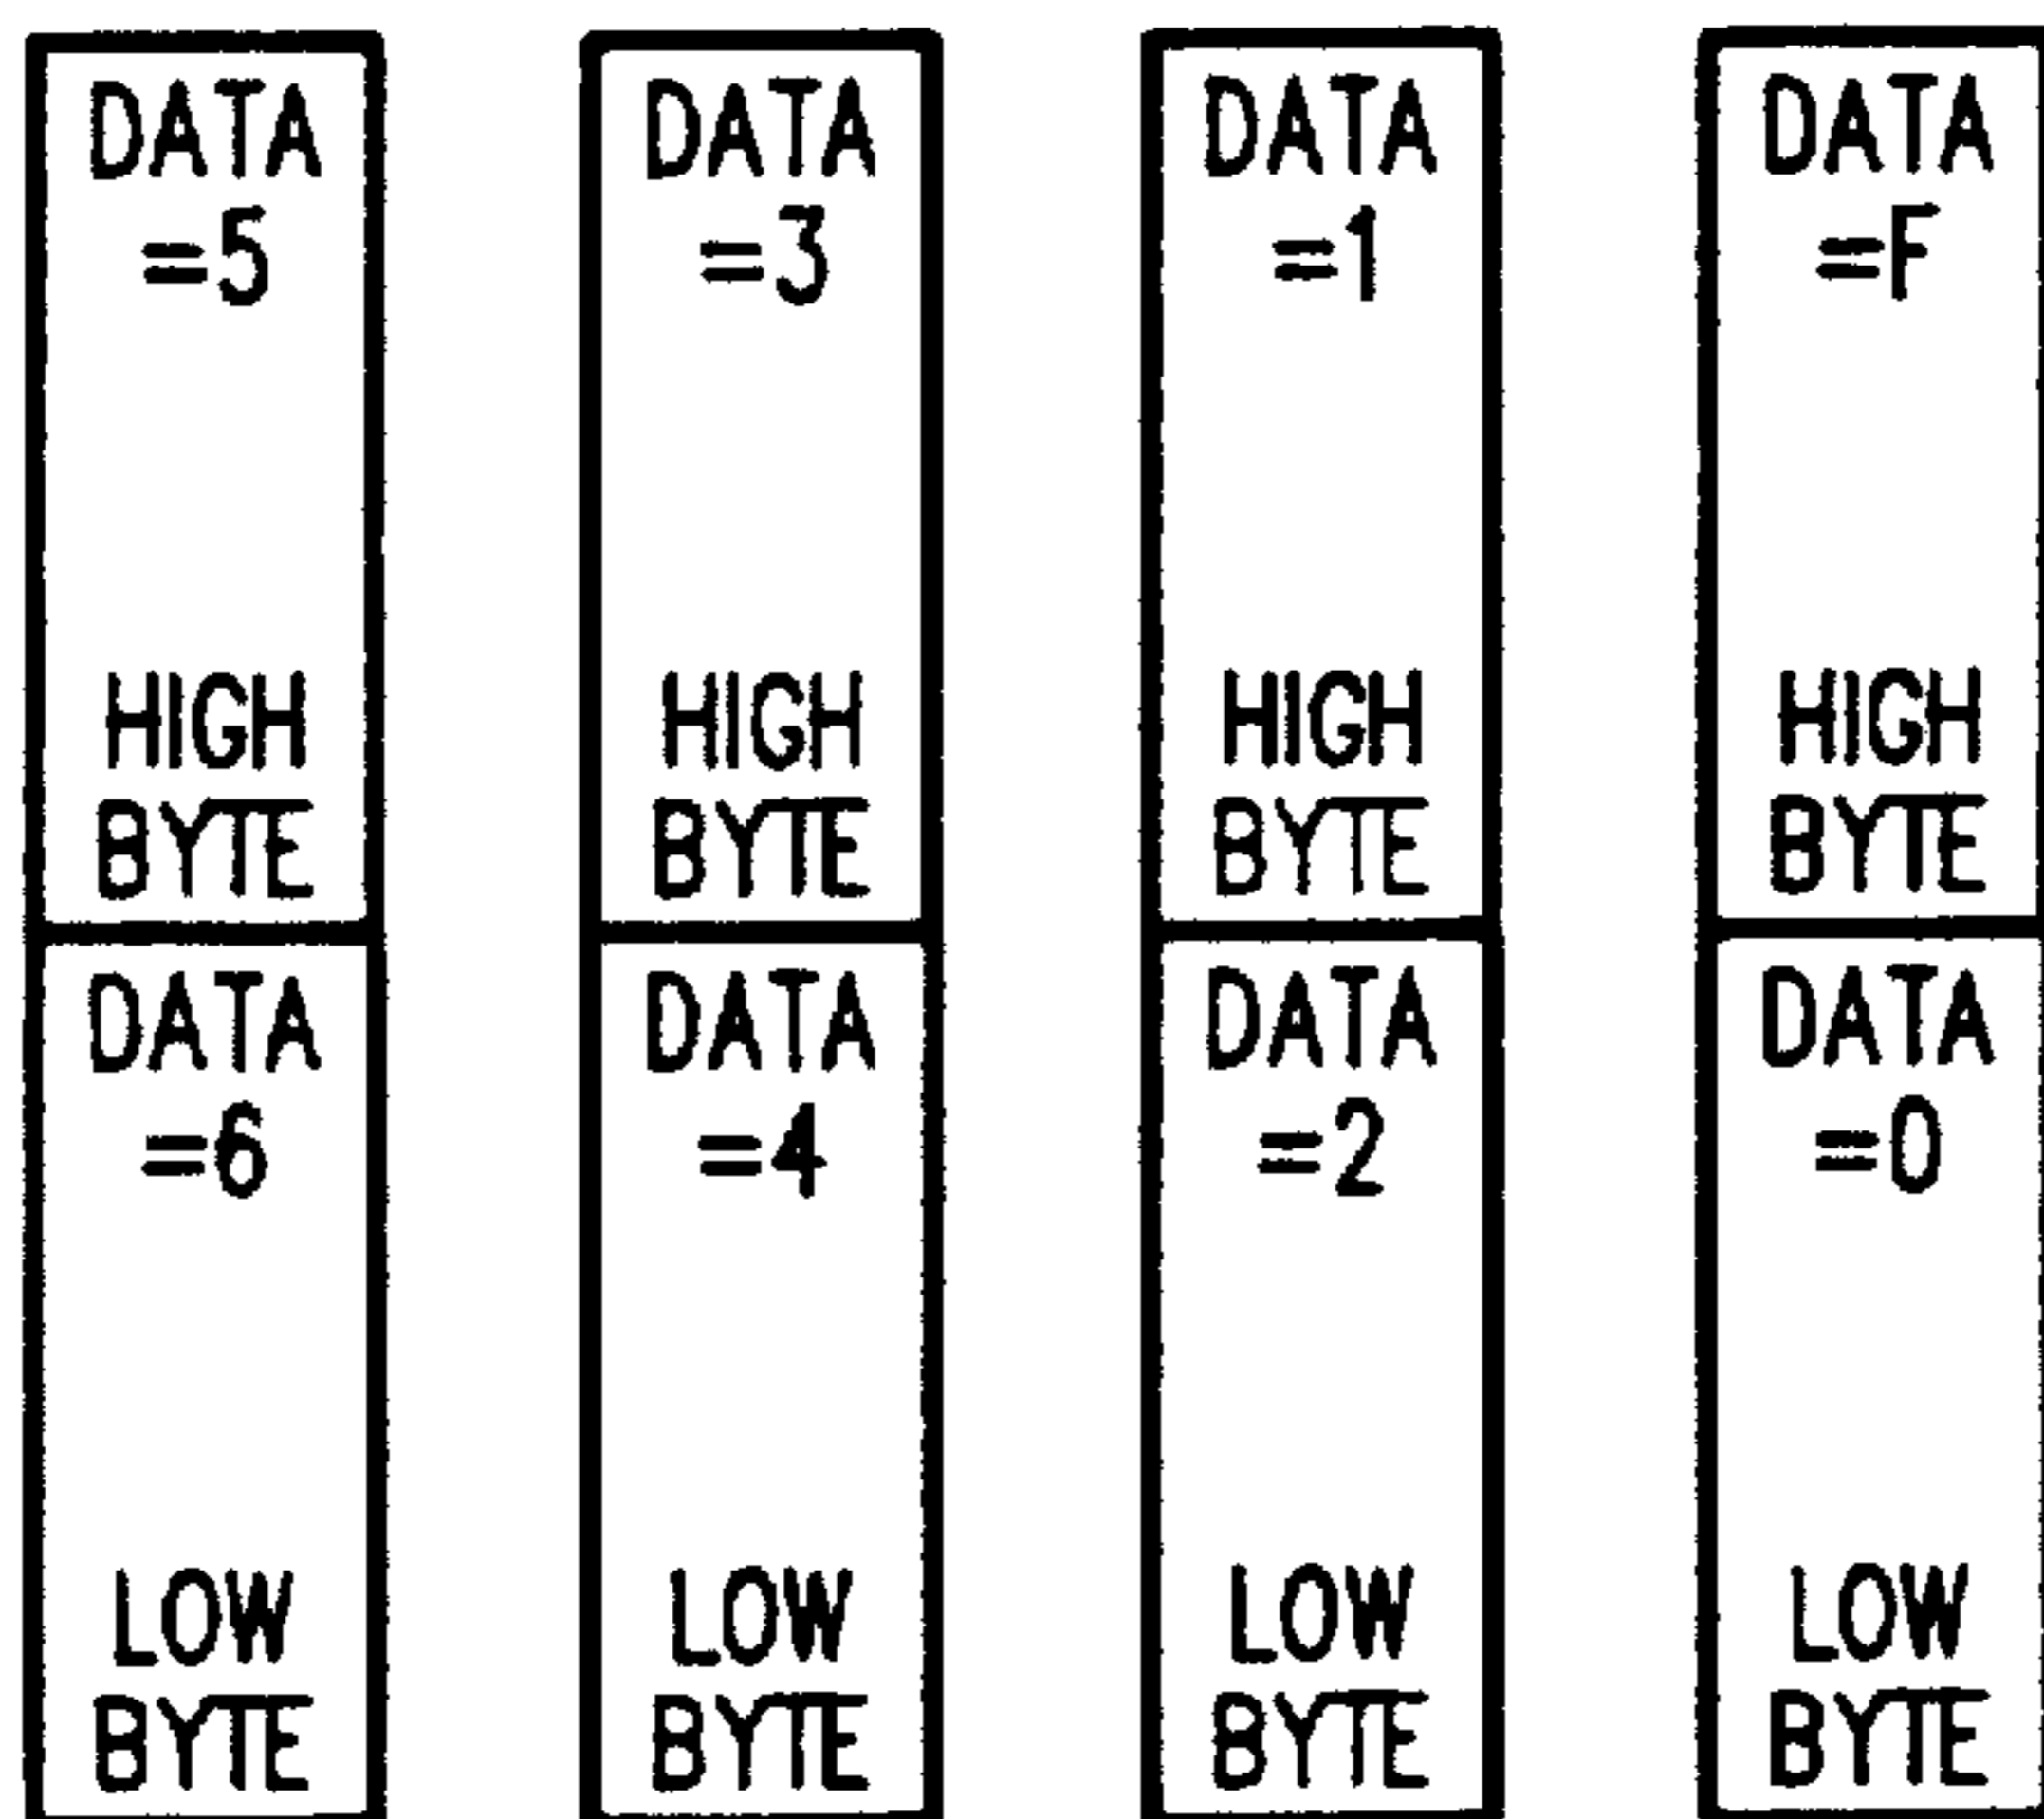 DATA
=5
HIGH
BYTE
DATA
=6
LOW
BYTE
DATA
=3
HIGH
BYTE
DATA
=4
LOW
BYTE
DATA
=1
HIGH
BYTE
DATA
=2
LOW
BYTE
DATA
=F
HIGH
BYTE
DATA
=0
LOW
BYTE